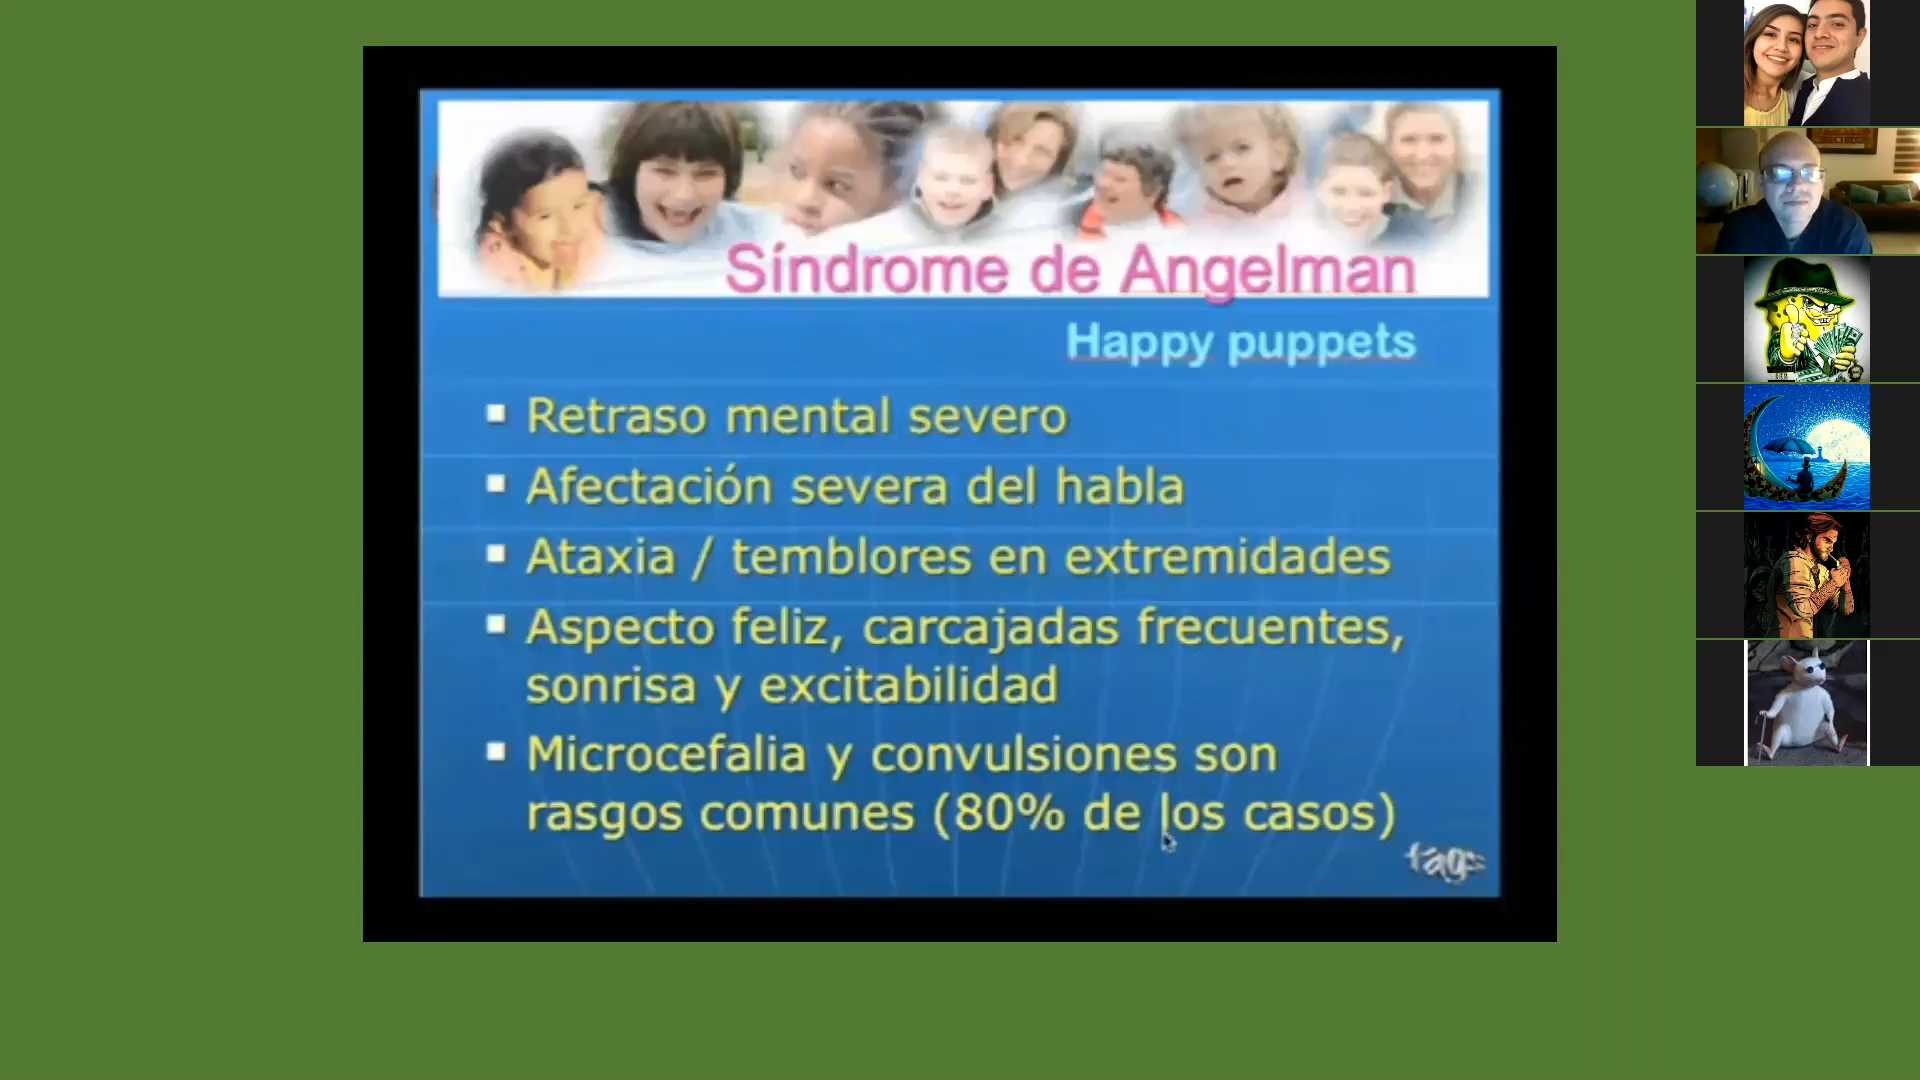 Síndrome de Angelman
Happy puppets
Retraso mental severo
Afectación severa del habla
Ataxia / temblores en extremidades
Aspecto feliz, carcajadas frecuentes,
sonrisa y excitabilidad
Microcefalia y convulsiones son
rasgos comunes (80% de los casos)